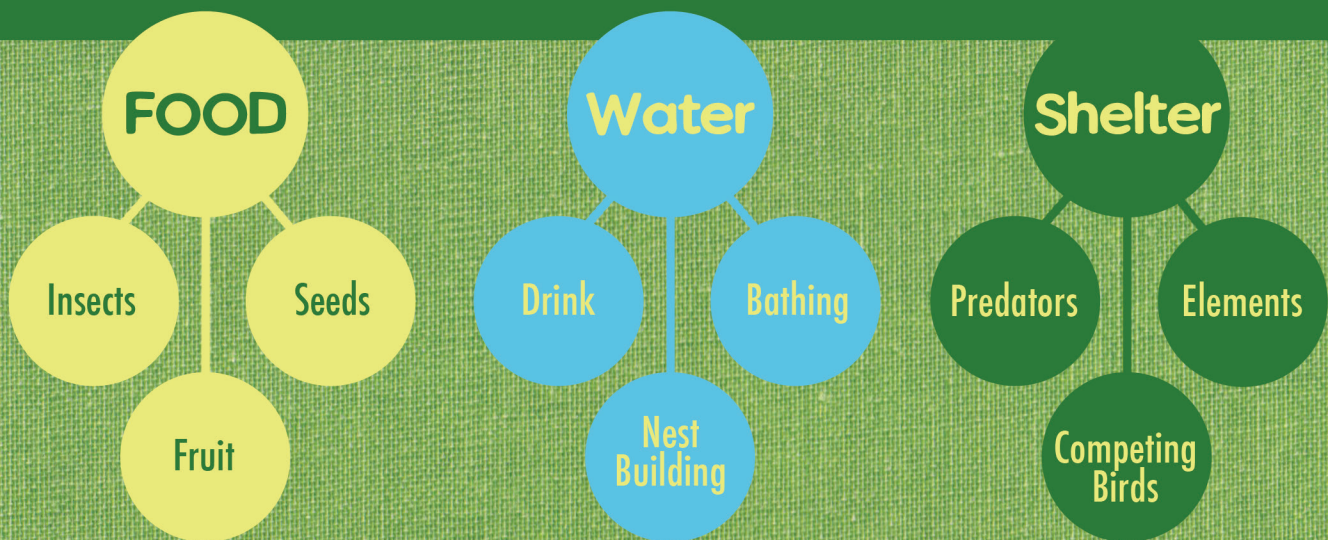 FOOD
Insects
Seeds
Fruit
Water
Drink
Bathing
Nest
Building
Shelter
Predators
Elements
Competing
Birds